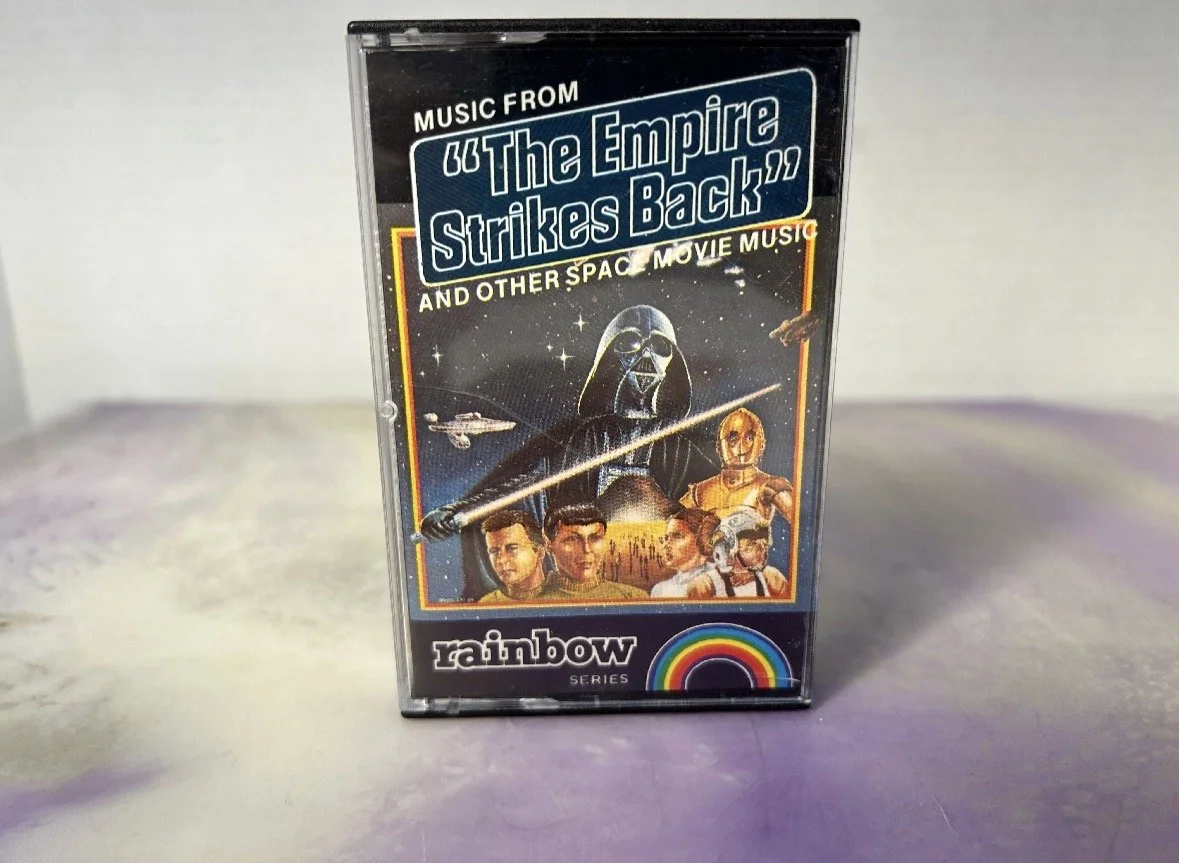 MUSIC FROM
“The Empire
Strikes Back”
AND OTHER SPACE MOVIE MUSIC
rainbow
SERIES